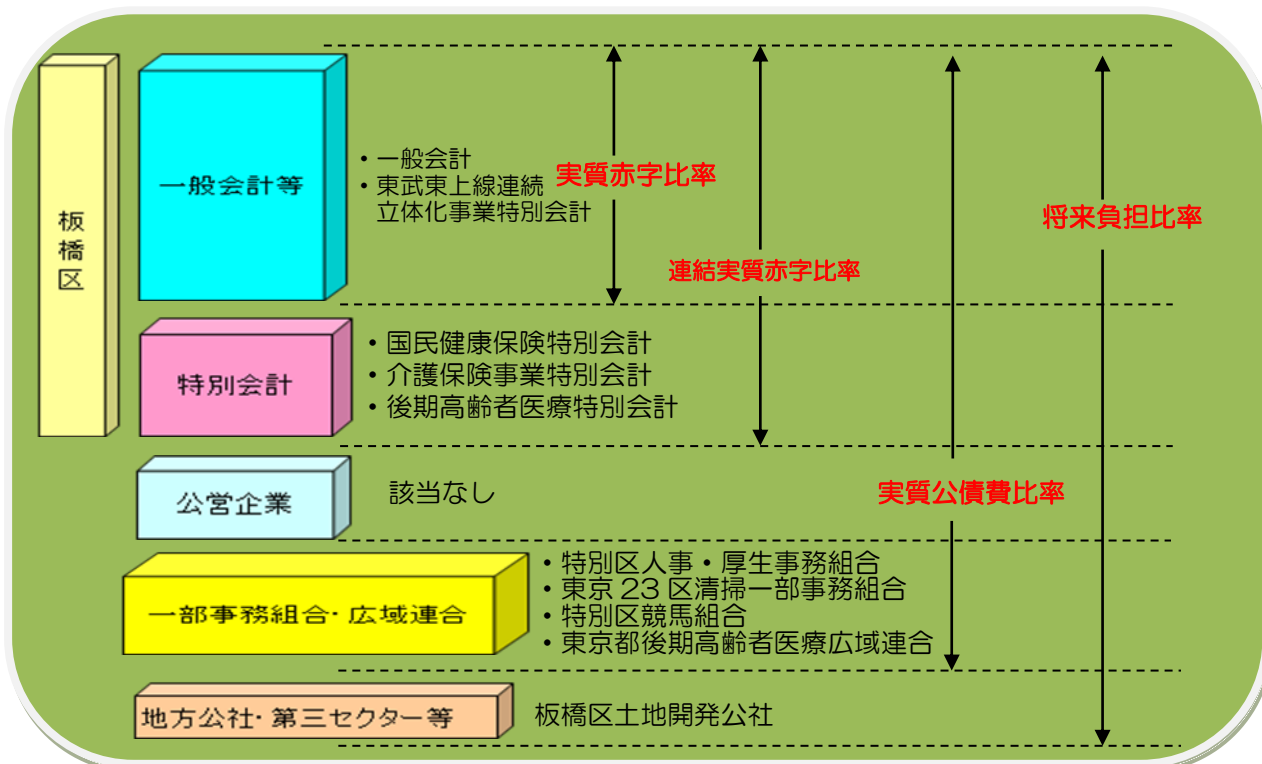 板橋区
一般会計等
・一般会計
・東武東上線連続
立体化事業特別会計
実質赤字比率
連結実質赤字比率
将来負担比率
特別会計
・国民健康保険特別会計
・介護保険事業特別会計
・後期高齢者医療特別会計
公営企業
該当なし
実質公債費比率
一部事務組合・広域連合
・特別区人事・厚生事務組合
・東京23区清掃一部事務組合
・特別区競馬組合
・東京都後期高齢者医療広域連合
地方公社・第三セクター等
板橋区土地開発公社